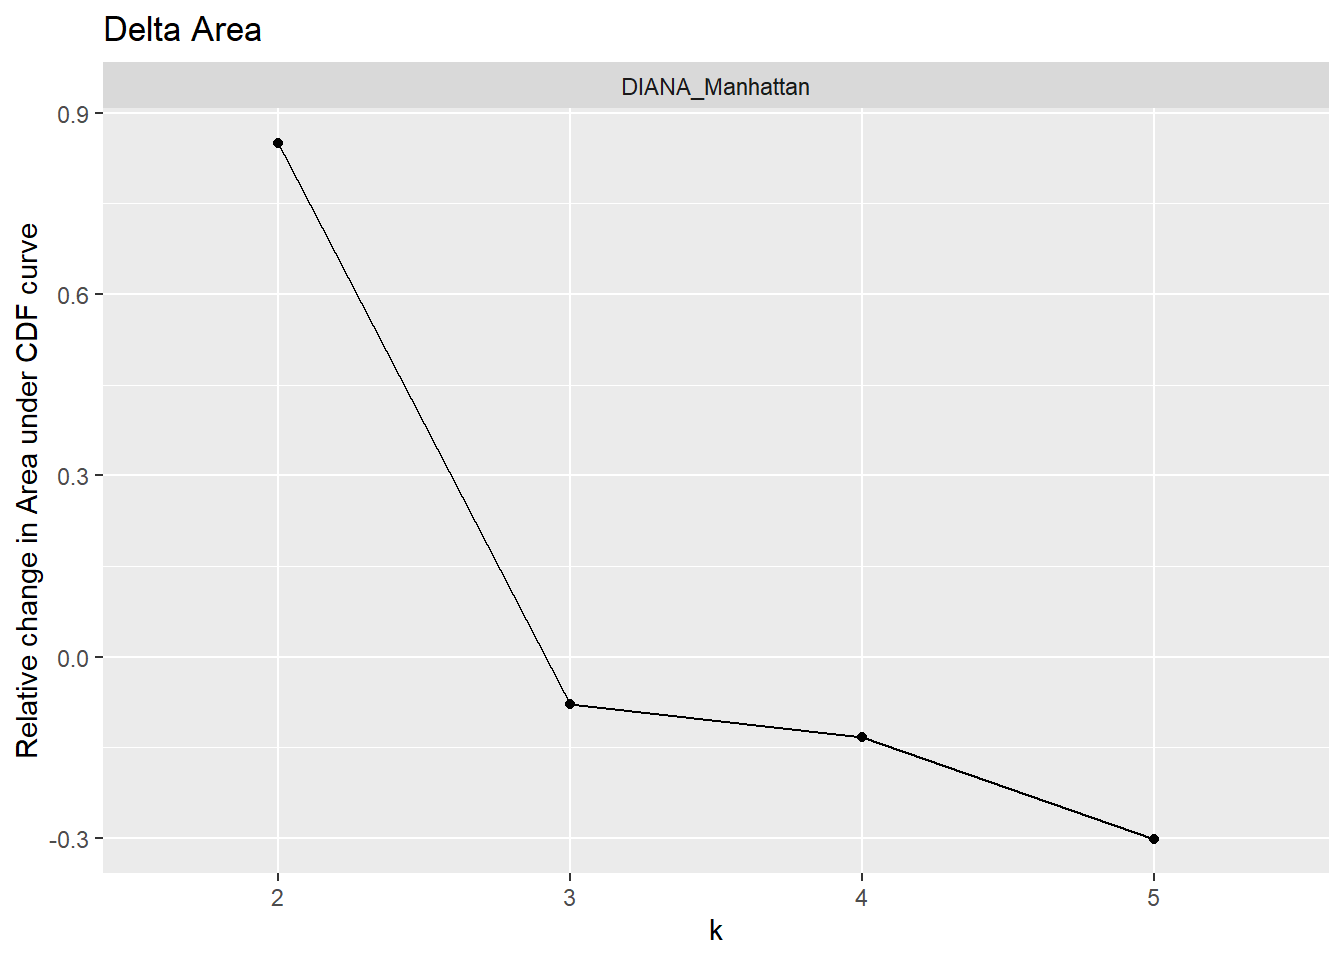 Delta Area
DIANA_Manhattan
Relative change in Area under CDF curve
0.9
0.6
0.3
0.0
-0.3
2
3
4
5
k